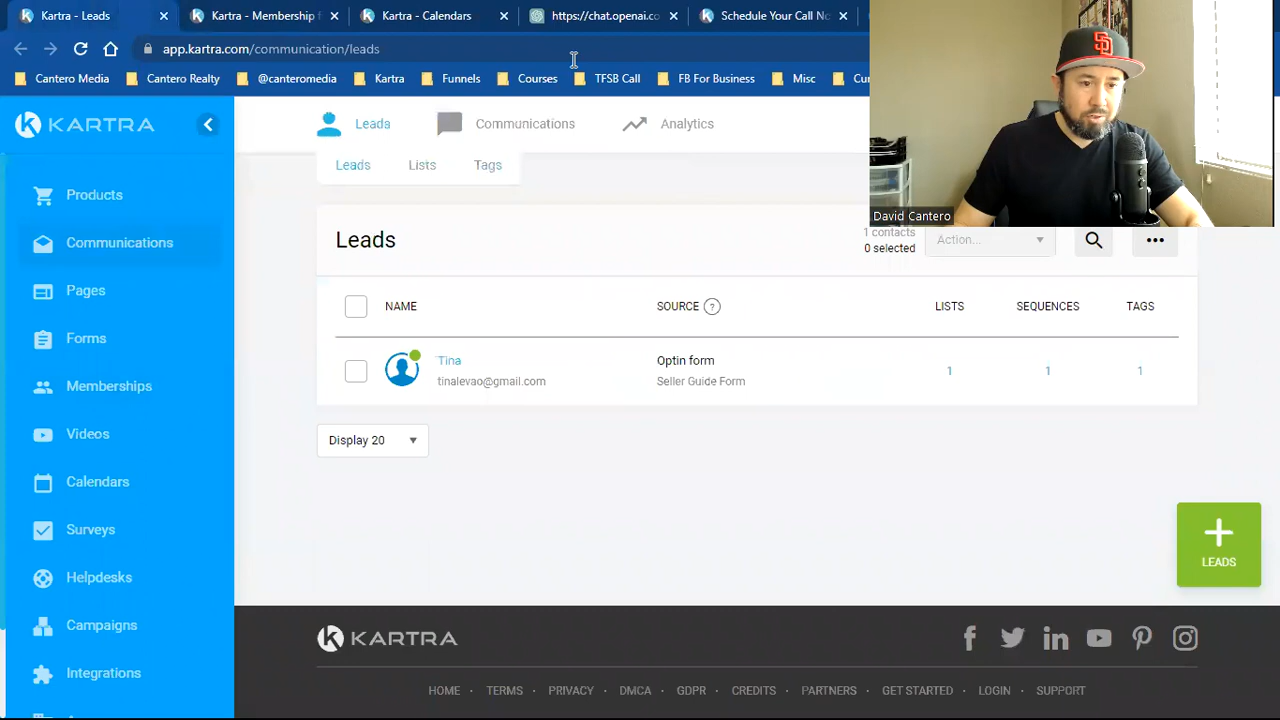 Kartra - Leads
Kartra - Membership f
Kartra - Calendars
https://chat.openai.co
Schedule Your Call No
app.kartra.com/communication/leads
Cantero Media
Cantero Realty
@canteromedia
Kartra
Funnels
Courses
TFSB Call
FB For Business
Misc
Cur
David Cantero
KARTRA
Leads
Communications
Analytics
Leads
Lists
Tags
Products
Communications
Pages
Forms
Memberships
Videos
Calendars
Surveys
Helpdesks
Campaigns
Integrations
Leads
1 contacts
0 selected
Action...
NAME
SOURCE ?
LISTS
SEQUENCES
TAGS
Tina
tinalevao@gmail.com
Optin form
Seller Guide Form
1
1
1
Display 20
+
LEADS
KARTRA
HOME · TERMS · PRIVACY · DMCA · GDPR · CREDITS · PARTNERS · GET STARTED · LOGIN · SUPPORT